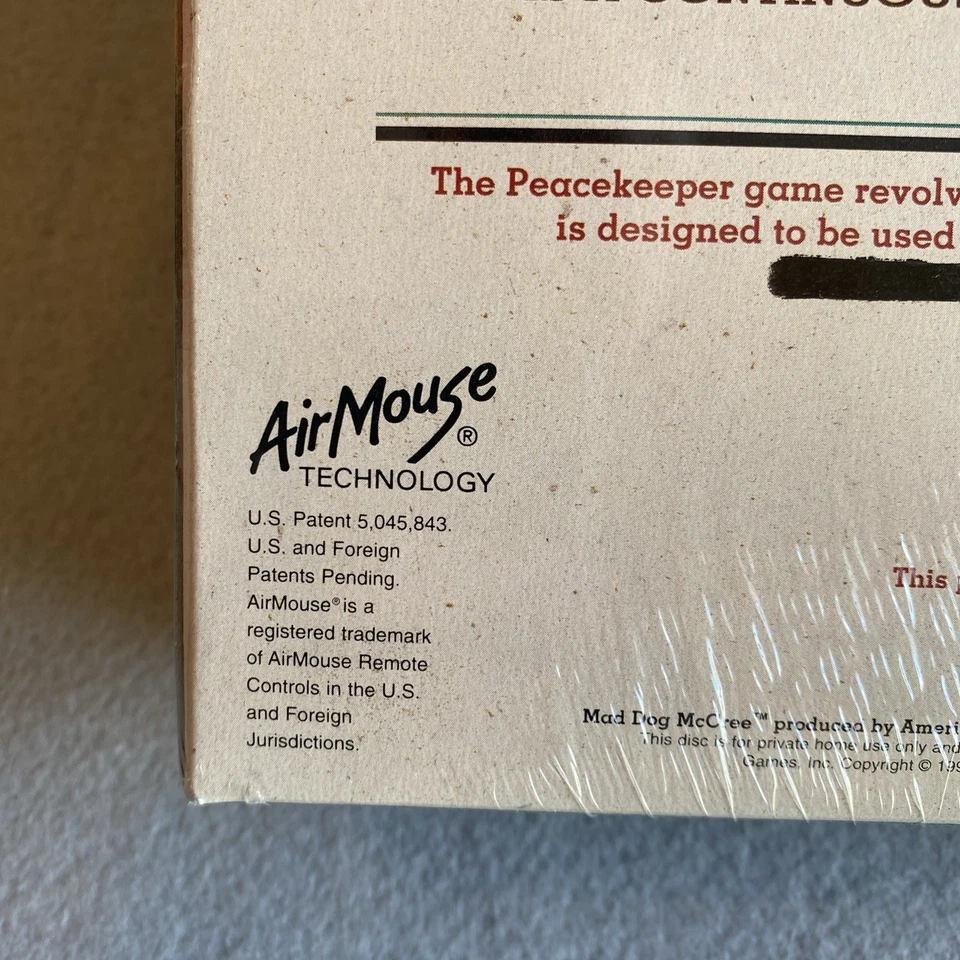 The Peacekeeper game revolv
is designed to be used
AirMouse®
TECHNOLOGY
U.S. Patent 5,045,843.
U.S. and Foreign
Patents Pending.
AirMouse® is a
registered trademark
of AirMouse Remote
Controls in the U.S.
and Foreign
Jurisdictions.
This
Mad Dog McCree™ produced by Ameri
This disc is for private home use only and
Games, Inc. Copyright © 199